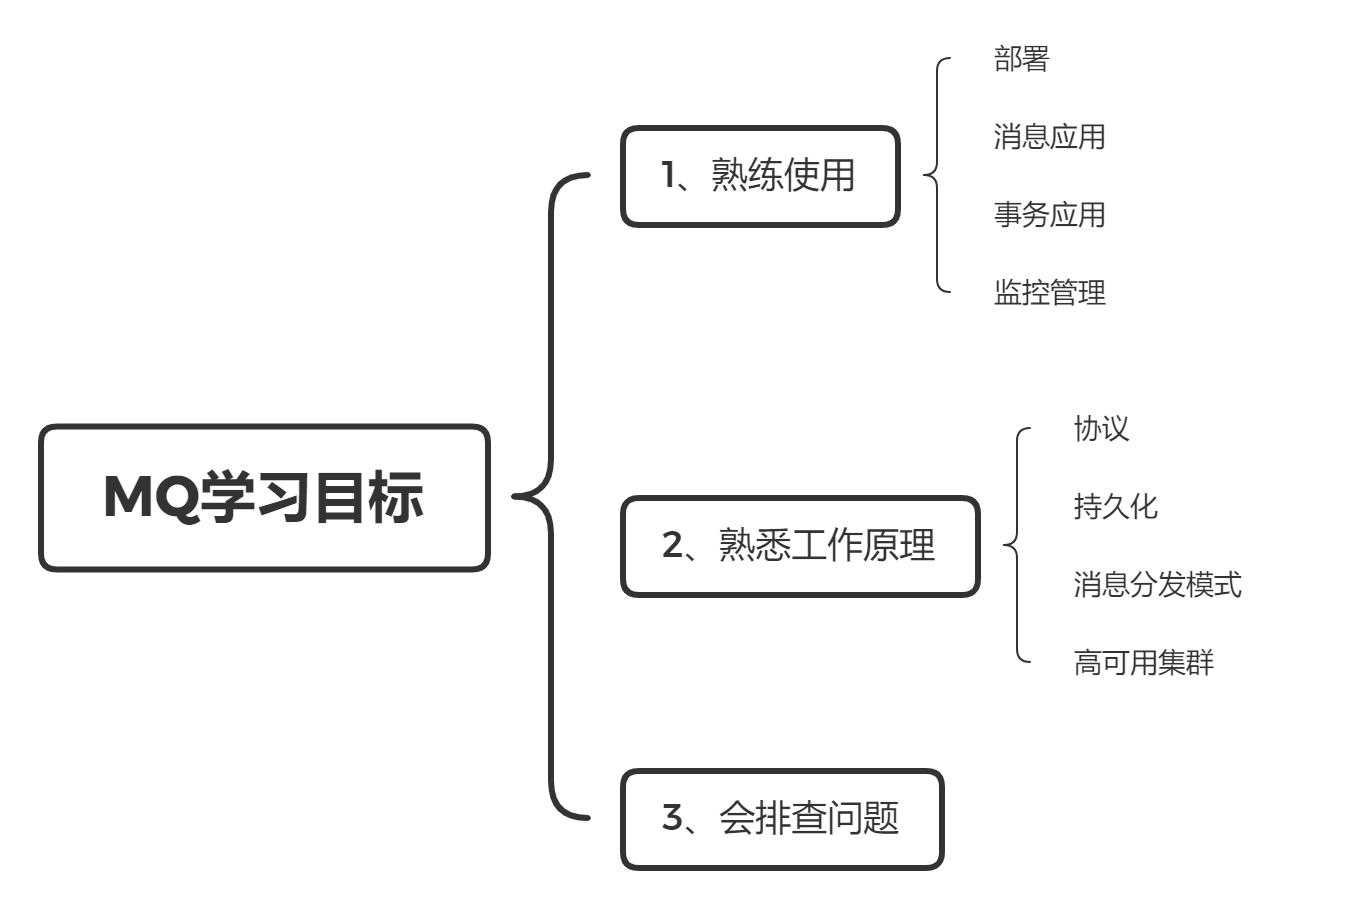 MQ学习目标
1、熟练使用
部署
消息应用
事务应用
监控管理
2、熟悉工作原理
协议
持久化
消息分发模式
高可用集群
3、会排查问题